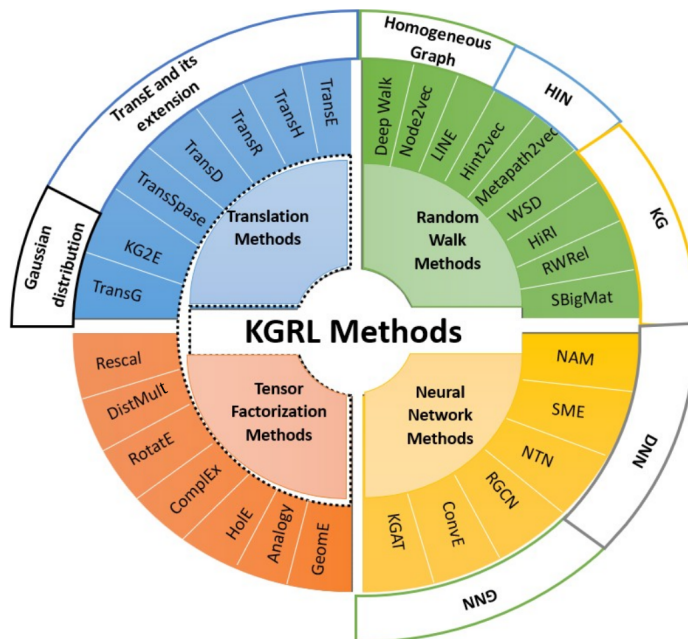 TransE and its
extension
Homogeneous
Graph
HIN
KG
DNN
GNN
Gaussian
distribution
TransE
TransH
TransR
TransD
TransSpase
KG2E
TransG
Deep Walk
Node2vec
LINE
Hint2vec
Metapath2vec
WSD
HiRI
RWRel
SBigMat
Translation
Methods
Random
Walk
Methods
KGRL Methods
Tensor
Factorization
Methods
Neural
Network
Methods
Rescal
DistMult
RotatE
ComplEx
HolE
Analogy
GeomE
NAM
SME
NTN
RGCN
ConvE
KGAT